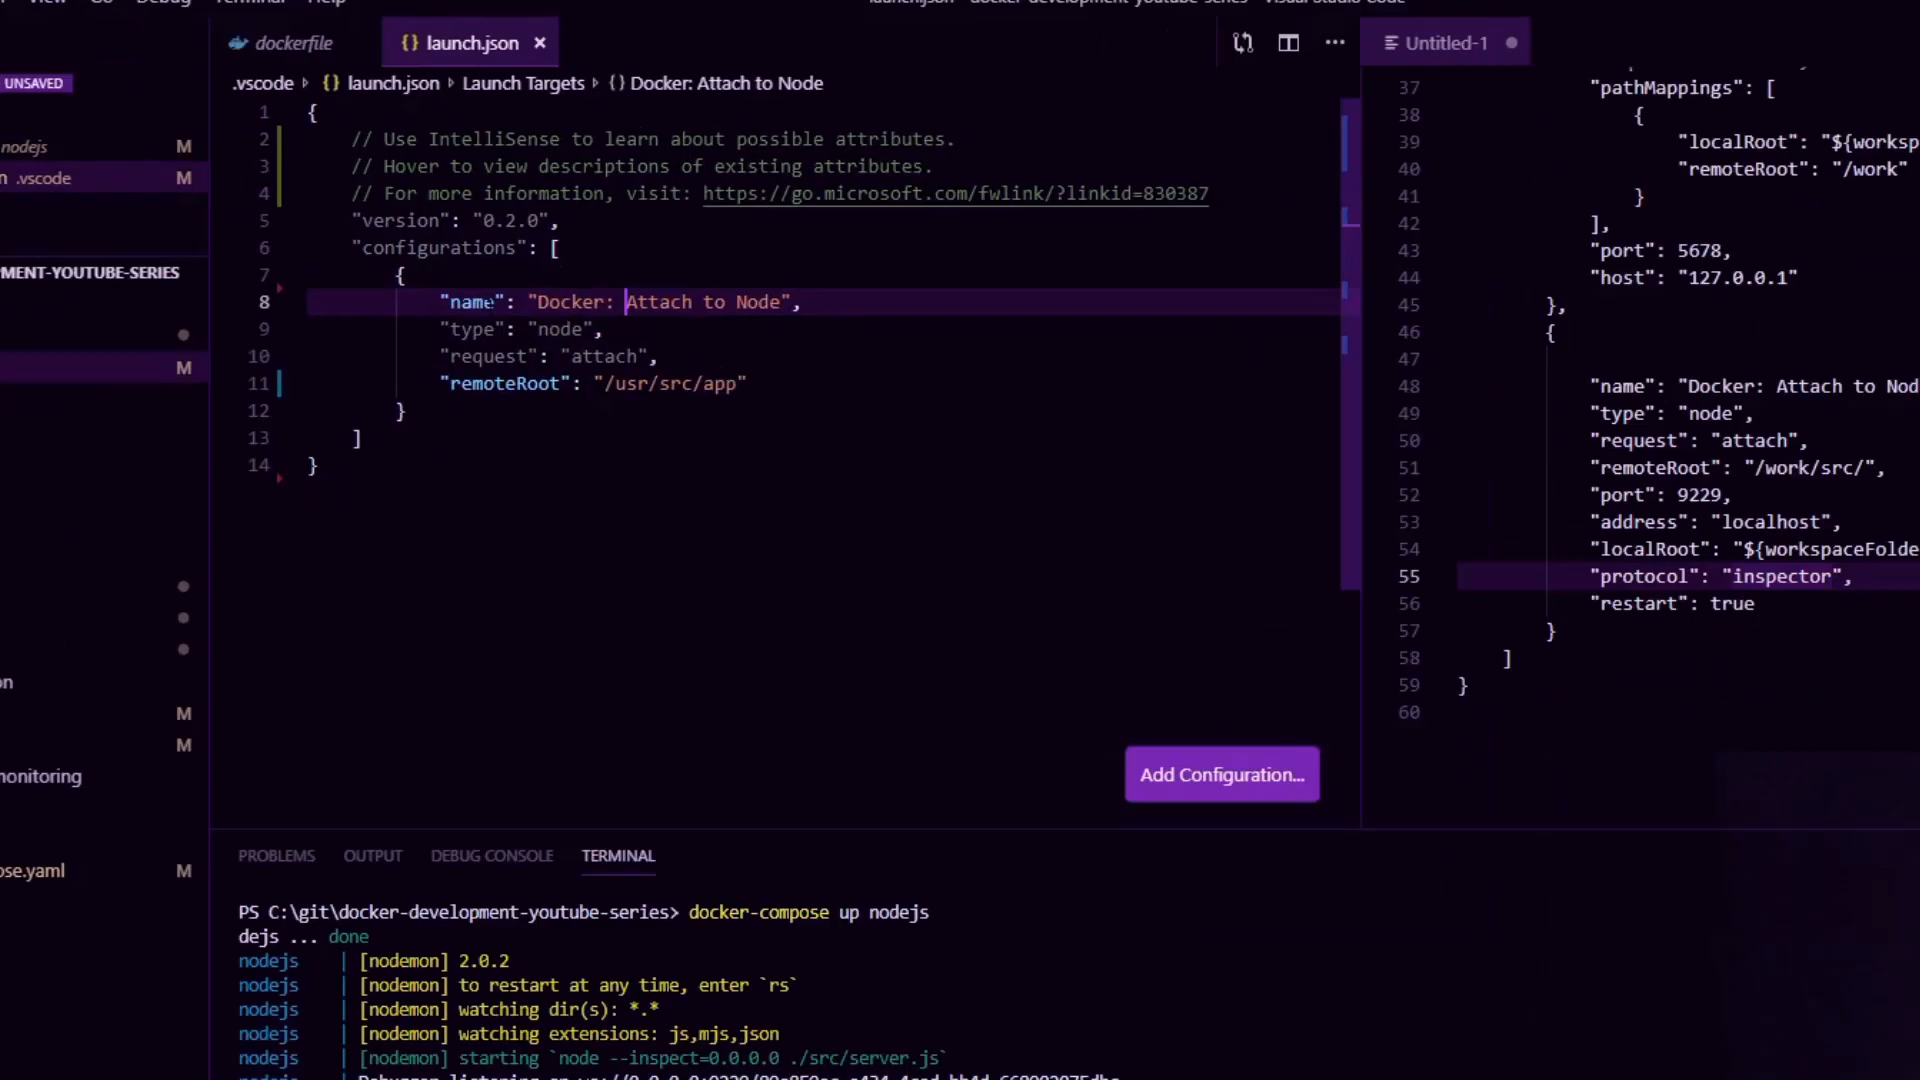 dockerfile
{} launch.json ×
.vscode › {} launch.json › Launch Targets › {} Docker: Attach to Node
UNSAVED
nodejs M
.vscode M
MENT-YOUTUBE-SERIES
M
M
M
monitoring
ose.yaml M
1 {
2 // Use IntelliSense to learn about possible attributes.
3 // Hover to view descriptions of existing attributes.
4 // For more information, visit: https://go.microsoft.com/fwlink/?linkid=830387
5 "version": "0.2.0",
6 "configurations": [
7 {
8 "name": "Docker: Attach to Node",
9 "type": "node",
10 "request": "attach",
11 "remoteRoot": "/usr/src/app"
12 }
13 ]
14 }
Add Configuration...
Untitled-1
37 "pathMappings": [
38 {
39 "localRoot": "${worksp
40 "remoteRoot": "/work"
41 }
42 ],
43 "port": 5678,
44 "host": "127.0.0.1"
45 },
46 {
47
48 "name": "Docker: Attach to Nod
49 "type": "node",
50 "request": "attach",
51 "remoteRoot": "/work/src/",
52 "port": 9229,
53 "address": "localhost",
54 "localRoot": "${workspaceFolde
55 "protocol": "inspector",
56 "restart": true
57 }
58 ]
59 }
60
PROBLEMS OUTPUT DEBUG CONSOLE TERMINAL
PS C:\git\docker-development-youtube-series> docker-compose up nodejs
dejs ... done
nodejs | [nodemon] 2.0.2
nodejs | [nodemon] to restart at any time, enter `rs`
nodejs | [nodemon] watching dir(s): *.*
nodejs | [nodemon] watching extensions: js,mjs,json
nodejs | [nodemon] starting `node --inspect=0.0.0.0 ./src/server.js`